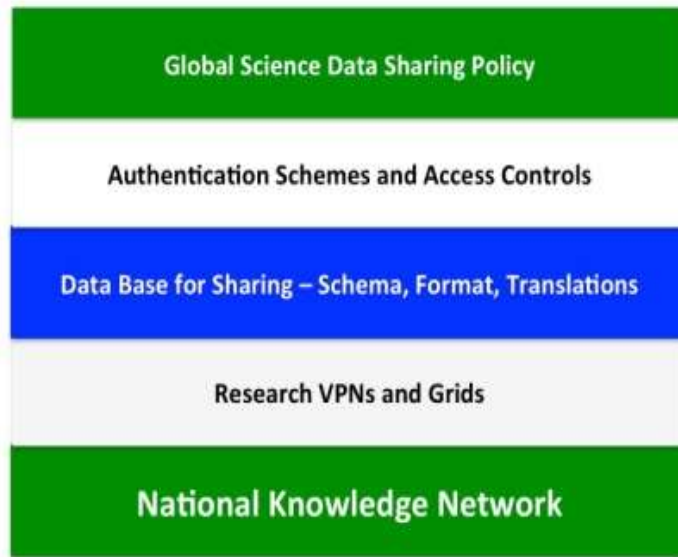 Global Science Data Sharing Policy
Authentication Schemes and Access Controls
Data Base for Sharing – Schema, Format, Translations
Research VPNs and Grids
National Knowledge Network